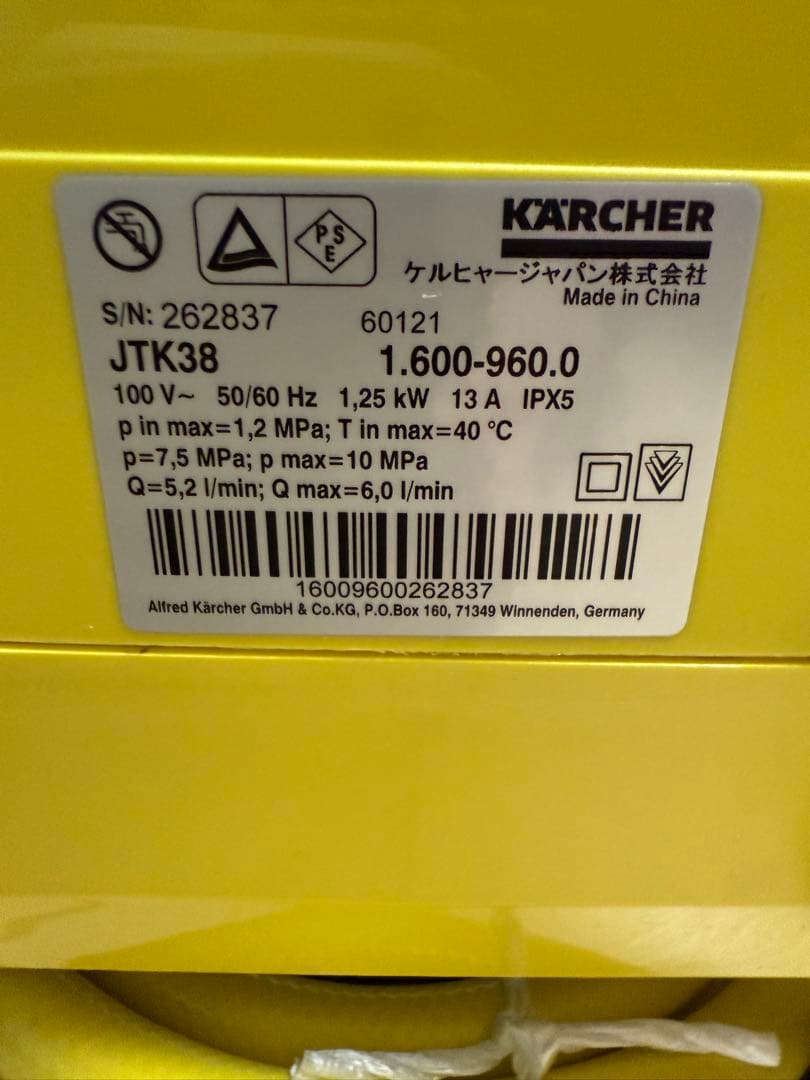 PSE
KÄRCHER
ケルヒャージャパン株式会社
Made in China
S/N: 262837 60121
JTK38 1.600-960.0
100 V~ 50/60 Hz 1,25 kW 13 A IPX5
p in max=1,2 MPa; T in max=40 °C
p=7,5 MPa; p max=10 MPa
Q=5,2 l/min; Q max=6,0 l/min
16009600262837
Alfred Kärcher GmbH & Co.KG, P.O.Box 160, 71349 Winnenden, Germany